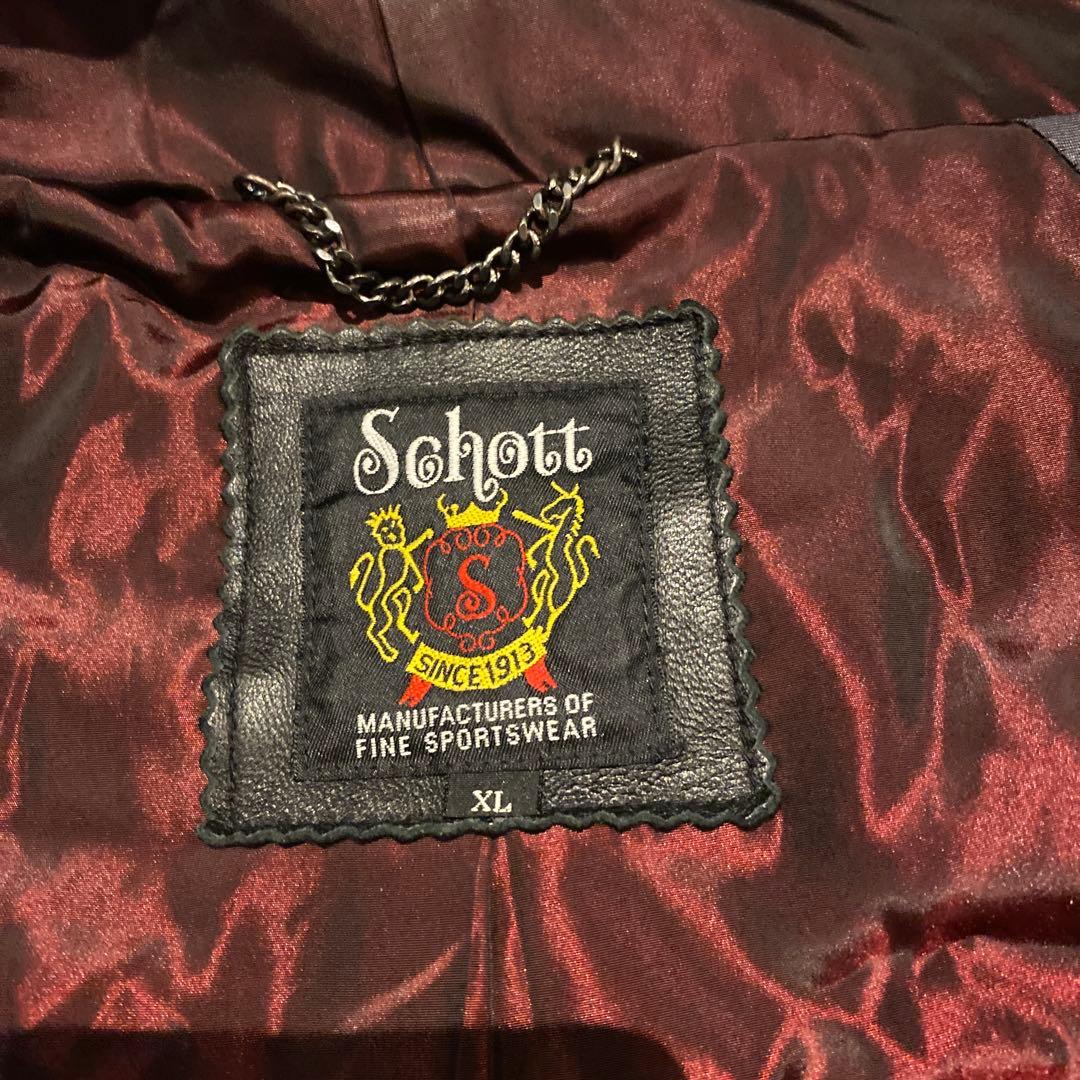 Schott
S
SINCE 1913
MANUFACTURERS OF
FINE SPORTSWEAR.
XL